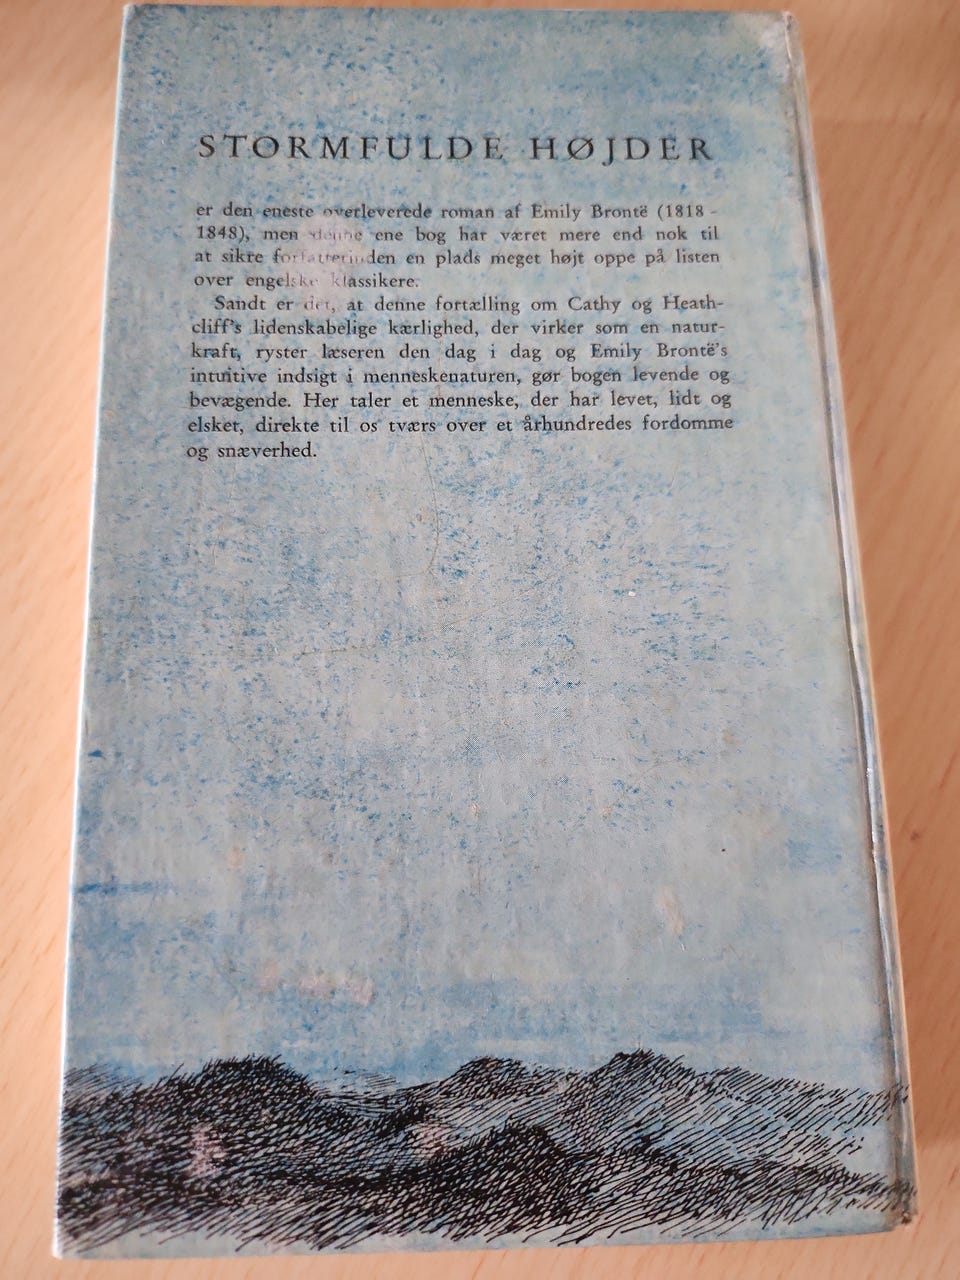 STORMFULDE HØJDER
er den eneste overleverede roman af Emily Brontë (1818 -
1848), men denne ene bog har været mere end nok til
at sikre forfatterinden en plads meget højt oppe på listen
over engelske klassikere.
Sandt er det, at denne fortælling om Cathy og Heath-
cliff's lidenskabelige kærlighed, der virker som en natur-
kraft, ryster læseren den dag i dag og Emily Brontë's
intuitive indsigt i menneskenaturen, gør bogen levende og
bevægende. Her taler et menneske, der har levet, lidt og
elsket, direkte til os tværs over et århundredes fordomme
og snæverhed.